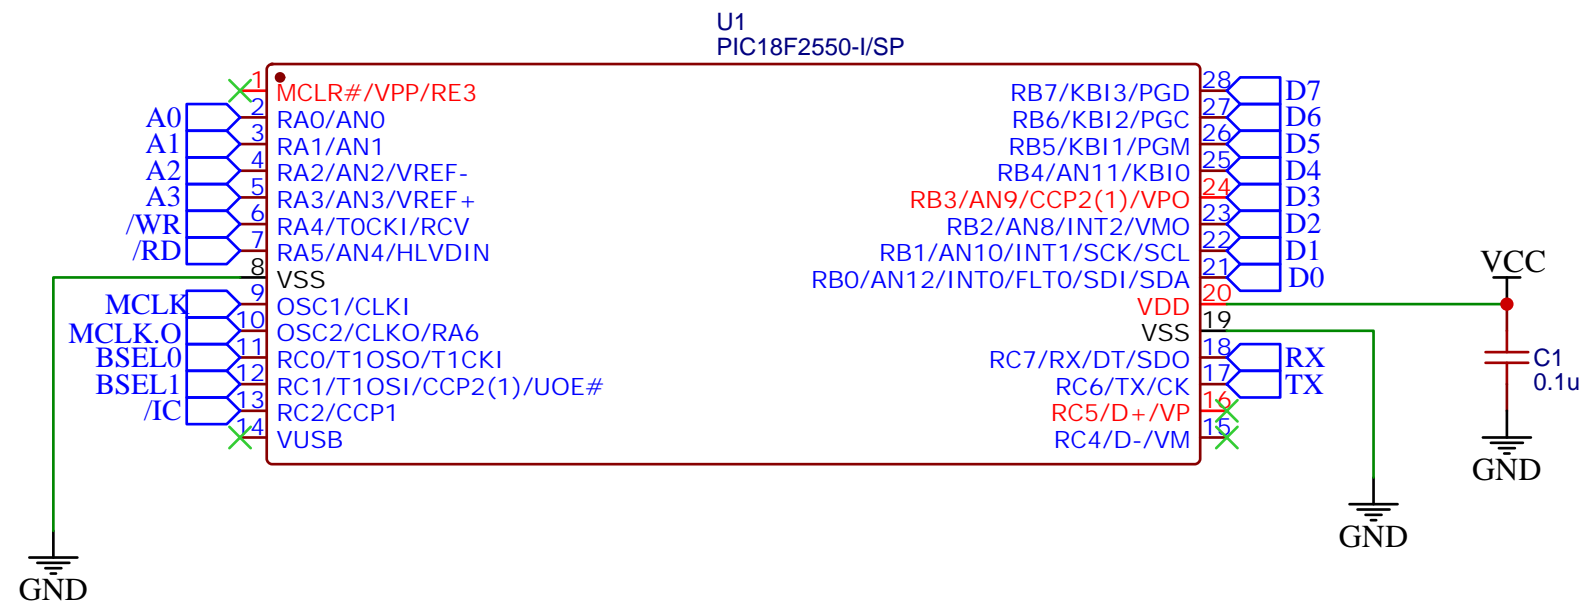 U1
PIC18F2550-I/SP
1 MCLR#/VPP/RE3
A0 2 RA0/AN0
A1 3 RA1/AN1
A2 4 RA2/AN2/VREF-
A3 5 RA3/AN3/VREF+
/WR 6 RA4/T0CKI/RCV
/RD 7 RA5/AN4/HLVDIN
8 VSS
MCLK 9 OSC1/CLKI
MCLK.O 10 OSC2/CLKO/RA6
BSEL0 11 RC0/T1OSO/T1CKI
BSEL1 12 RC1/T1OSI/CCP2(1)/UOE#
/IC 13 RC2/CCP1
14 VUSB
GND
RB7/KBI3/PGD 28 D7
RB6/KBI2/PGC 27 D6
RB5/KBI1/PGM 26 D5
RB4/AN11/KBI0 25 D4
RB3/AN9/CCP2(1)/VPO 24 D3
RB2/AN8/INT2/VMO 23 D2
RB1/AN10/INT1/SCK/SCL 22 D1
RB0/AN12/INT0/FLT0/SDI/SDA 21 D0
VDD 20
VSS 19
RC7/RX/DT/SDO 18 RX
RC6/TX/CK 17 TX
RC5/D+/VP 16
RC4/D-/VM 15
GND
VCC
C1
0.1u
GND